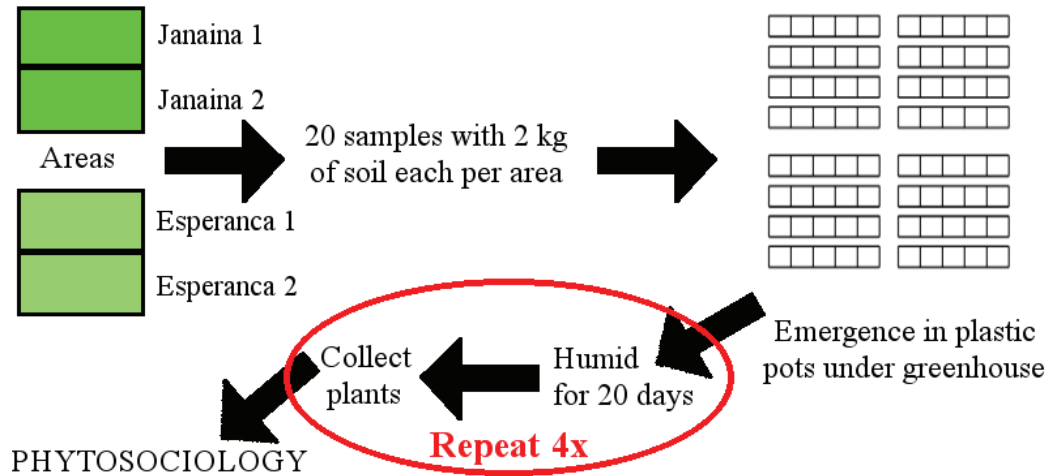 Janaina 1
Janaina 2
Areas
Esperanca 1
Esperanca 2
20 samples with 2 kg
of soil each per area
Emergence in plastic
pots under greenhouse
Humid
for 20 days
Collect
plants
Repeat 4x
PHYTOSOCIOLOGY